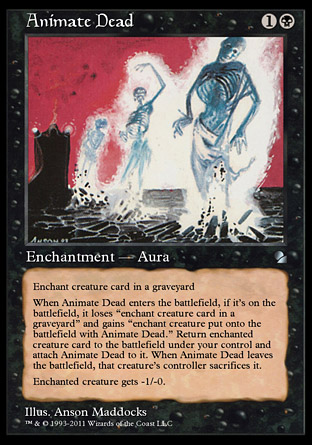 Animate Dead 1
ANSON 93
Enchantment — Aura
Enchant creature card in a graveyard
When Animate Dead enters the battlefield, if it's on the
battlefield, it loses "enchant creature card in a
graveyard" and gains "enchant creature put onto the
battlefield with Animate Dead." Return enchanted
creature card to the battlefield under your control and
attach Animate Dead to it. When Animate Dead leaves
the battlefield, that creature's controller sacrifices it.
Enchanted creature gets -1/-0.
Illus. Anson Maddocks
™ & © 1993-2011 Wizards of the Coast LLC